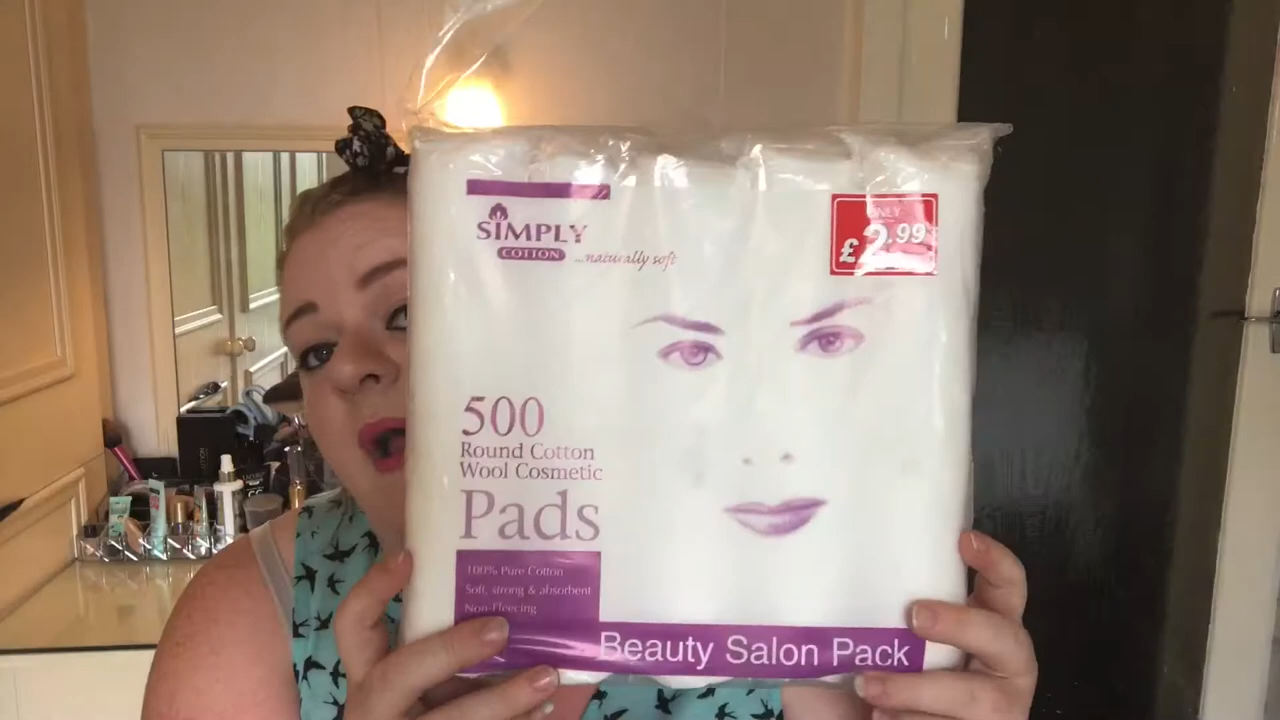 SIMPLY
COTTON
...naturally soft
ONLY
£2.99
500
Round Cotton
Wool Cosmetic
Pads
100% Pure Cotton
Soft, strong & absorbent
Non-Fleecing
Beauty Salon Pack